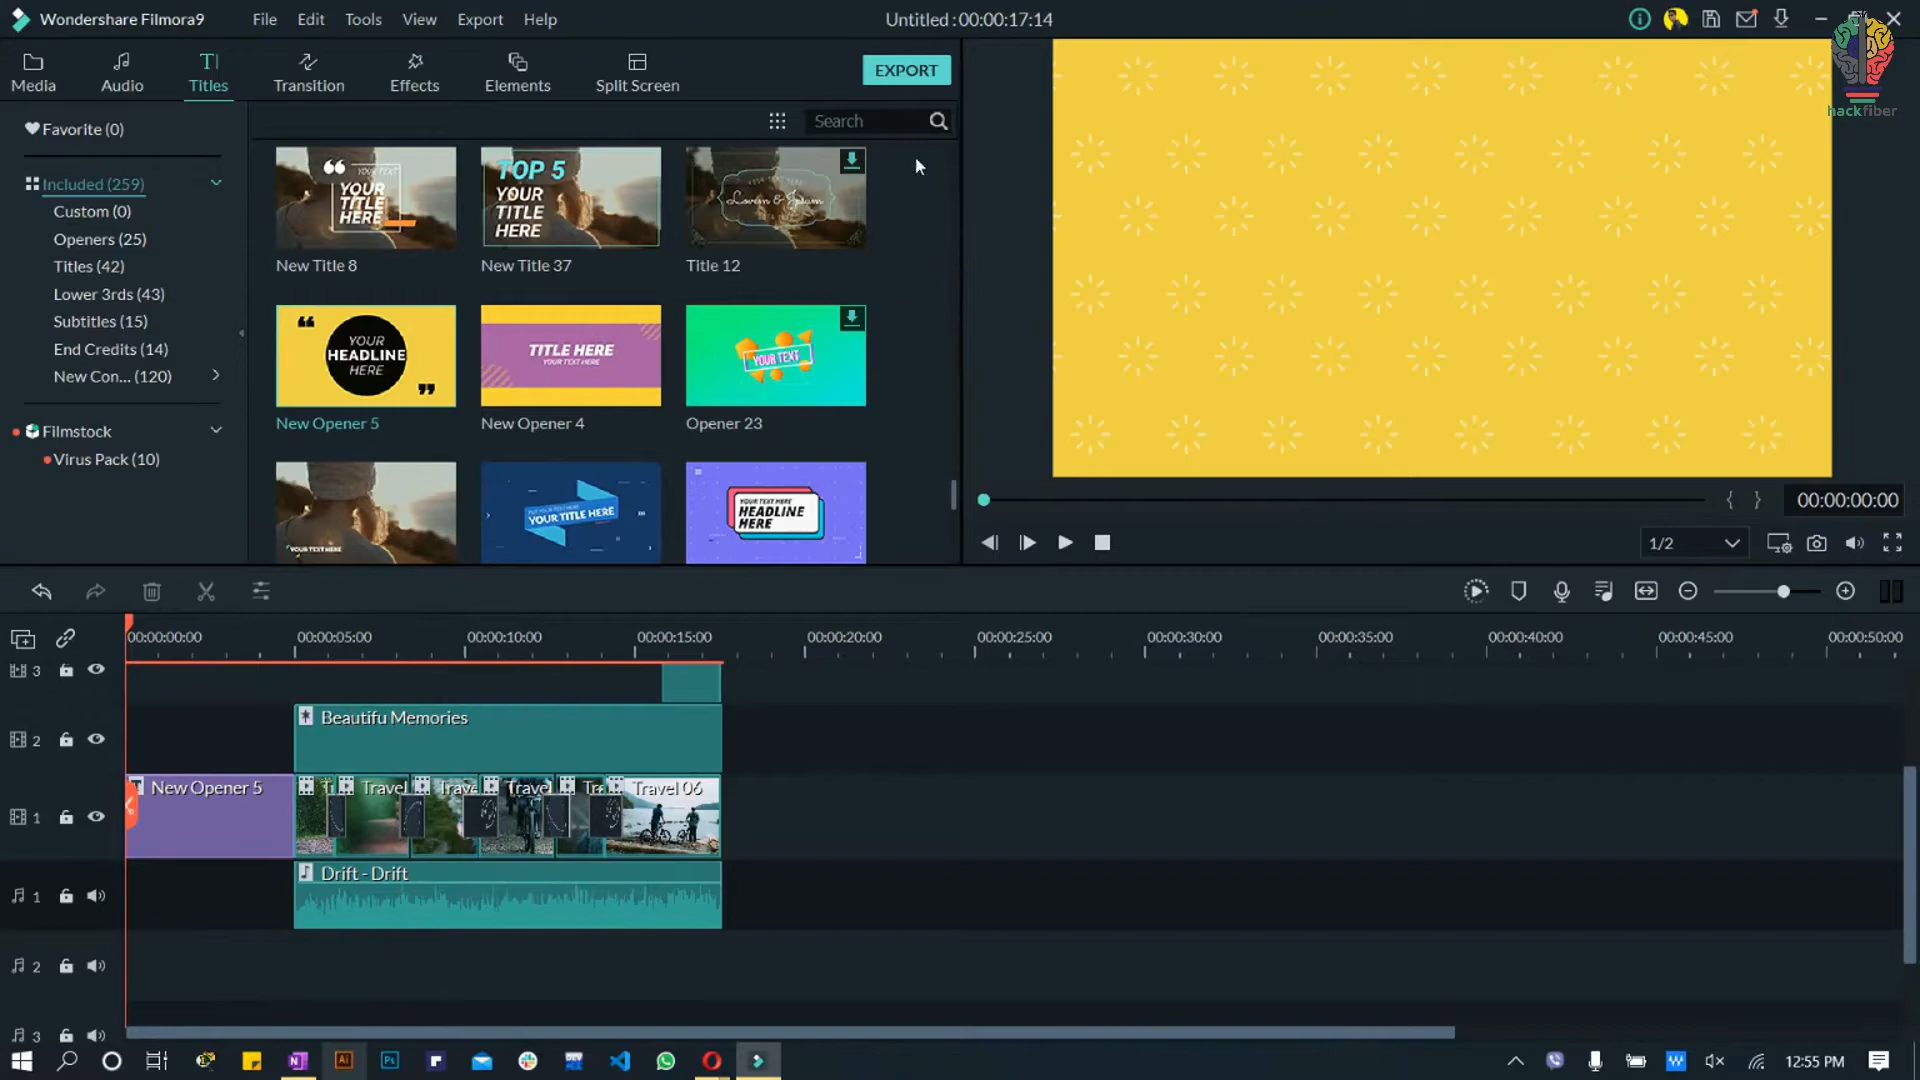 Wondershare Filmora9
File Edit Tools View Export Help
Untitled : 00:00:17:14
hackfiber
Media Audio Titles Transition Effects Elements Split Screen
EXPORT
Search
Favorite (0)
Included (259)
Custom (0)
Openers (25)
Titles (42)
Lower 3rds (43)
Subtitles (15)
End Credits (14)
New Con... (120)
Filmstock
Virus Pack (10)
YOUR TEXT
YOUR
TITLE
HERE
New Title 8
TOP 5
YOUR
TITLE
HERE
New Title 37
Lorem & Ipsum
Title 12
YOUR
HEADLINE
HERE
New Opener 5
TITLE HERE
YOUR TEXT HERE
New Opener 4
YOUR TEXT
Opener 23
YOUR TEXT HERE
YOUR TITLE HERE
YOUR TEXT HERE
HEADLINE
HERE
{ } 00:00:00:00
1/2
00:00:00:00 00:00:05:00 00:00:10:00 00:00:15:00 00:00:20:00 00:00:25:00 00:00:30:00 00:00:35:00 00:00:40:00 00:00:45:00 00:00:50:00
3
2
Beautifu Memories
1
New Opener 5
Travel
Trave
Travel
Travel 06
1
Drift - Drift
2
3
Ai
Ps
DEV
N
W
12:55 PM